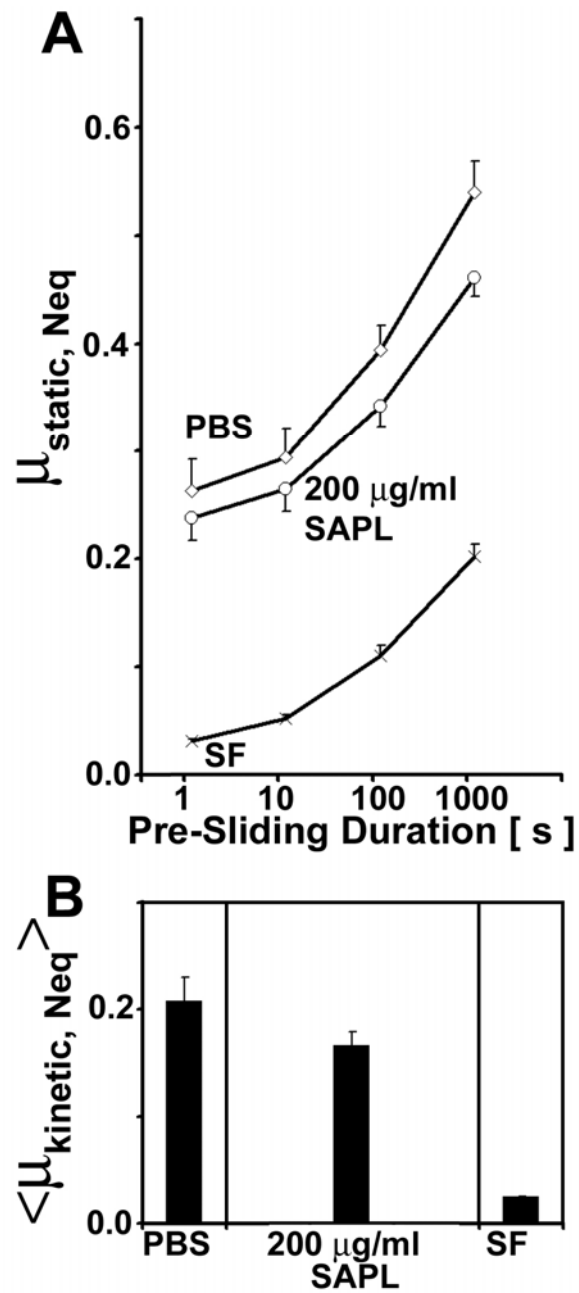 A
μstatic, Neq
0.6
0.4
0.2
0.0
PBS
200 μg/ml
SAPL
SF
1 10 100 1000
Pre-Sliding Duration [ s ]
B
<μkinetic, Neq>
0.2
0.0
PBS 200 μg/ml SF
SAPL